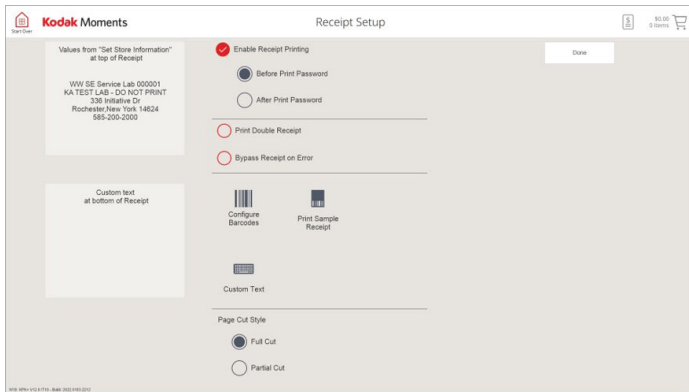 Start Over
Kodak Moments
Receipt Setup
$0.00
0 Items
Values from "Set Store Information"
at top of Receipt
WW SE Service Lab 000001
KA TEST LAB - DO NOT PRINT
336 Initiative Dr
Rochester,New York 14624
585-200-2000
Enable Receipt Printing
Before Print Password
After Print Password
Done
Print Double Receipt
Bypass Receipt on Error
Custom text
at bottom of Receipt
Configure
Barcodes
Print Sample
Receipt
Custom Text
Page Cut Style
Full Cut
Partial Cut